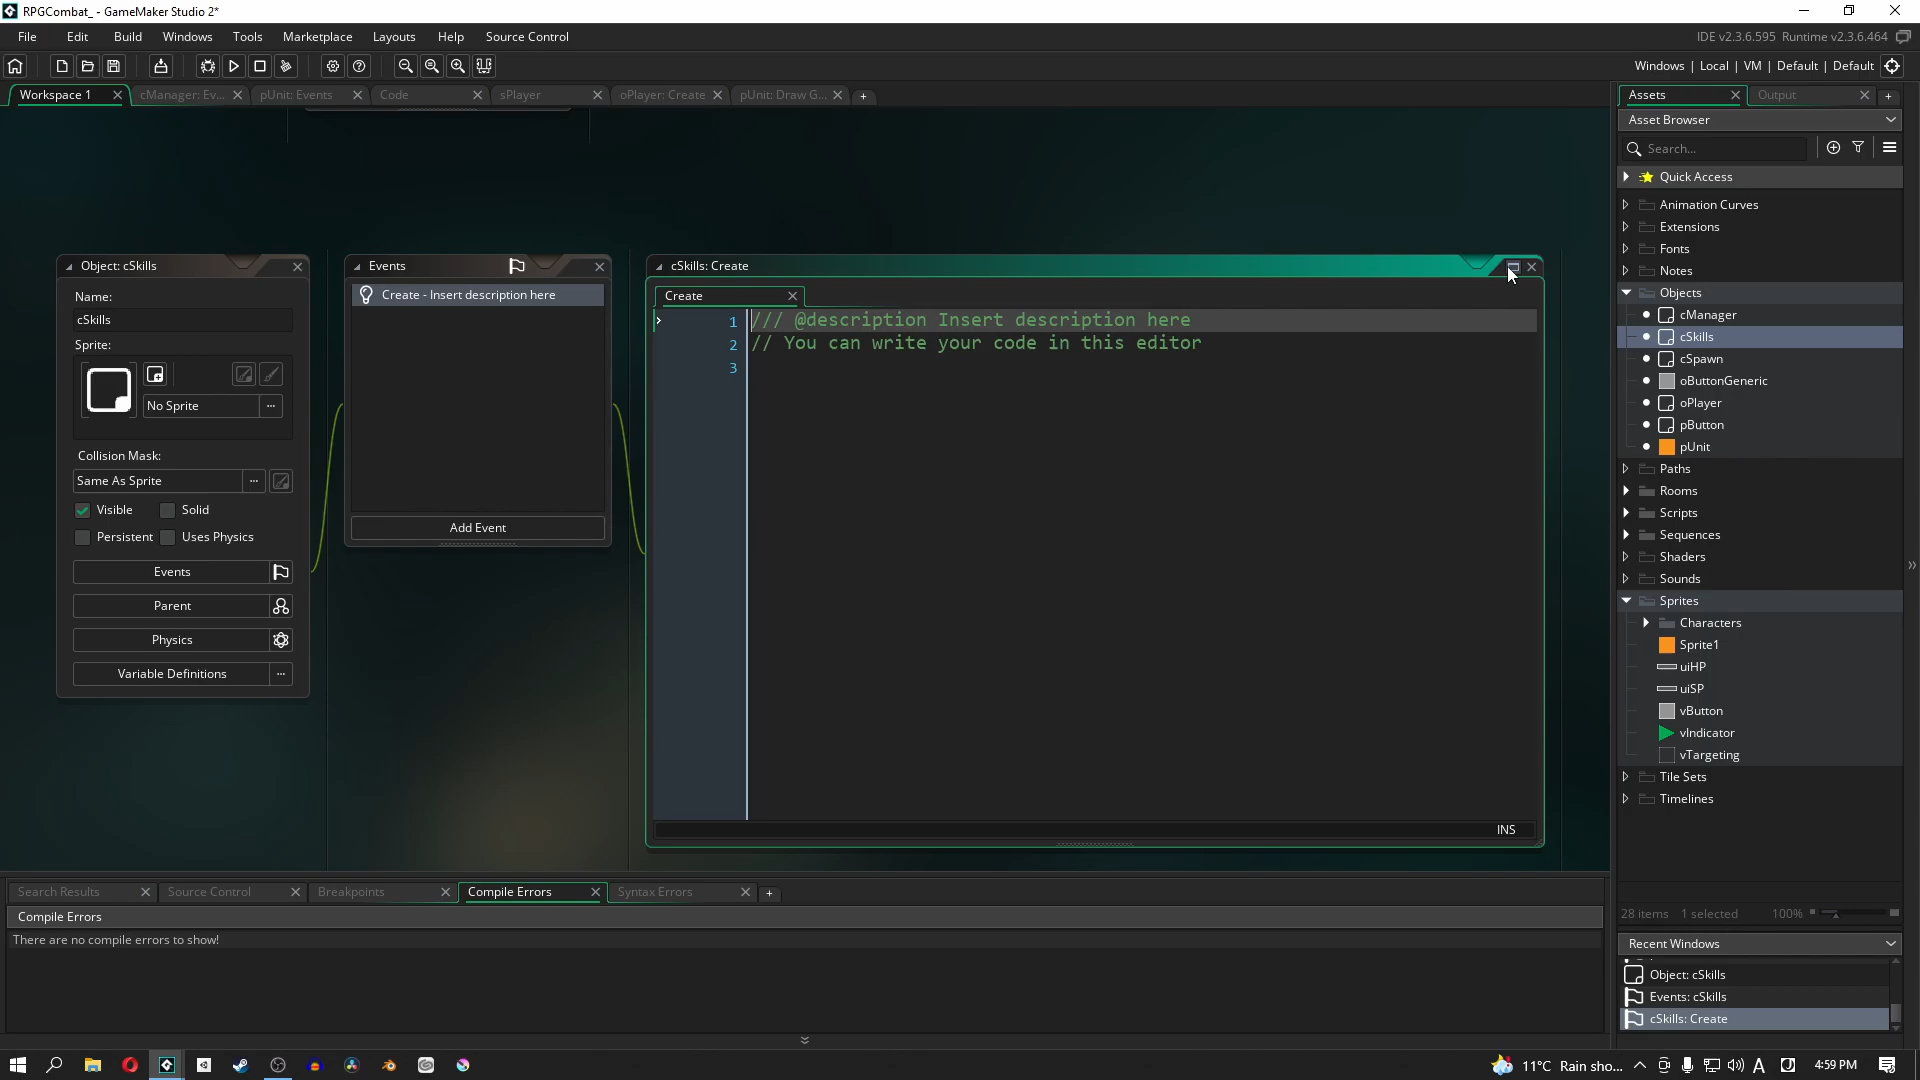 RPGCombat_ - GameMaker Studio 2*
File Edit Build Windows Tools Marketplace Layouts Help Source Control
IDE v2.3.6.595 Runtime v2.3.6.464
Windows | Local | VM | Default | Default
Workspace 1 cManager: Ev... pUnit: Events Code sPlayer oPlayer: Create pUnit: Draw G... +
Assets Output +
Asset Browser
Search...
Quick Access
Animation Curves
Extensions
Fonts
Notes
Objects
cManager
cSkills
cSpawn
oButtonGeneric
oPlayer
pButton
pUnit
Paths
Rooms
Scripts
Sequences
Shaders
Sounds
Sprites
Characters
Sprite1
uiHP
uiSP
vButton
vIndicator
vTargeting
Tile Sets
Timelines
28 items 1 selected 100%
Recent Windows
Object: cSkills
Events: cSkills
cSkills: Create
Object: cSkills
Name:
cSkills
Sprite:
No Sprite ...
Collision Mask:
Same As Sprite ...
Visible Solid
Persistent Uses Physics
Events
Parent
Physics
Variable Definitions ...
Events
Create - Insert description here
Add Event
cSkills: Create
Create
1 /// @description Insert description here
2 // You can write your code in this editor
3
INS
Search Results Source Control Breakpoints Compile Errors Syntax Errors +
Compile Errors
There are no compile errors to show!
11°C Rain sho... A 4:59 PM